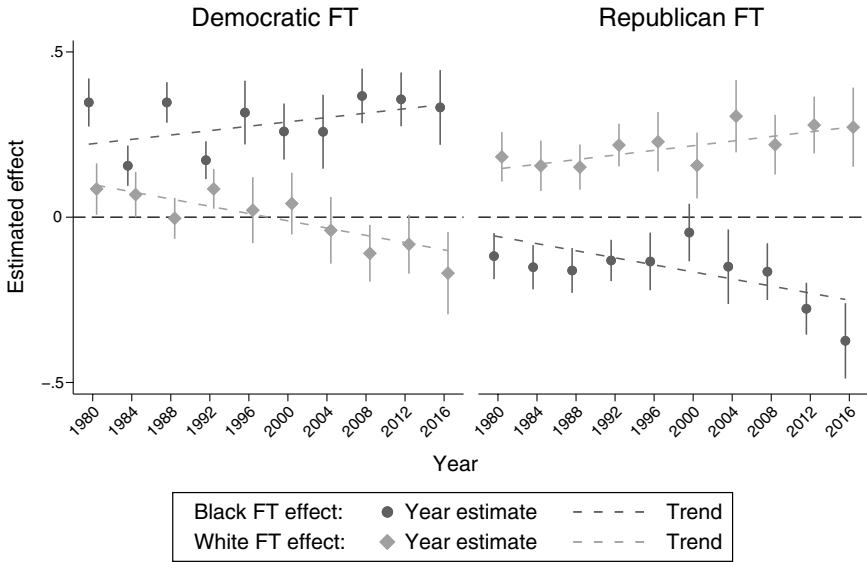 Democratic FT
Republican FT
.5
0
–.5
Estimated effect
1980 1984 1988 1992 1996 2000 2004 2008 2012 2016
1980 1984 1988 1992 1996 2000 2004 2008 2012 2016
Year
Black FT effect: Year estimate Trend
White FT effect: Year estimate Trend